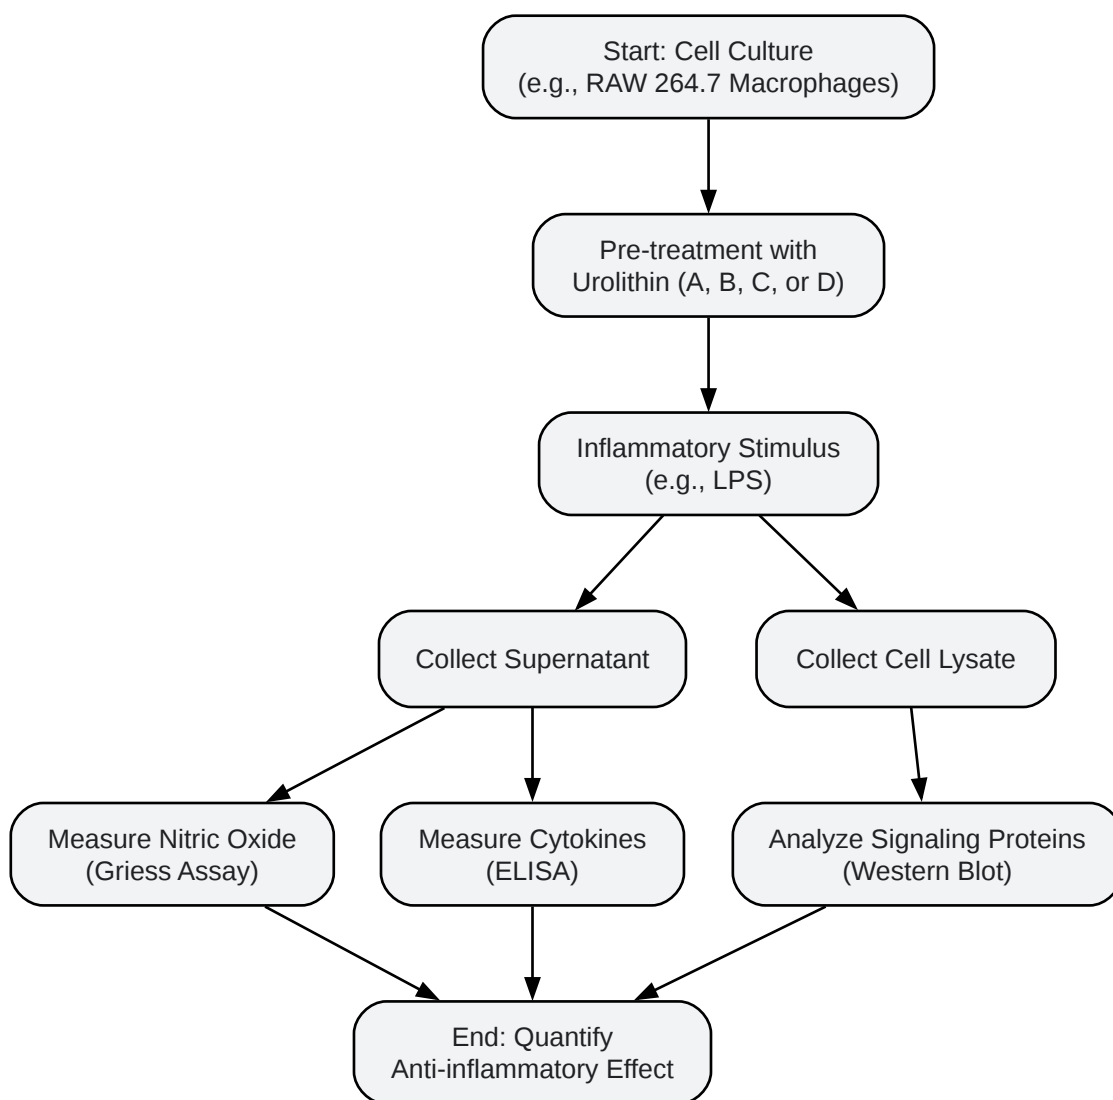 Start: Cell Culture
(e.g., RAW 264.7 Macrophages)
Pre-treatment with
Urolithin (A, B, C, or D)
Inflammatory Stimulus
(e.g., LPS)
Collect Supernatant
Collect Cell Lysate
Measure Nitric Oxide
(Griess Assay)
Measure Cytokines
(ELISA)
Analyze Signaling Proteins
(Western Blot)
End: Quantify
Anti-inflammatory Effect